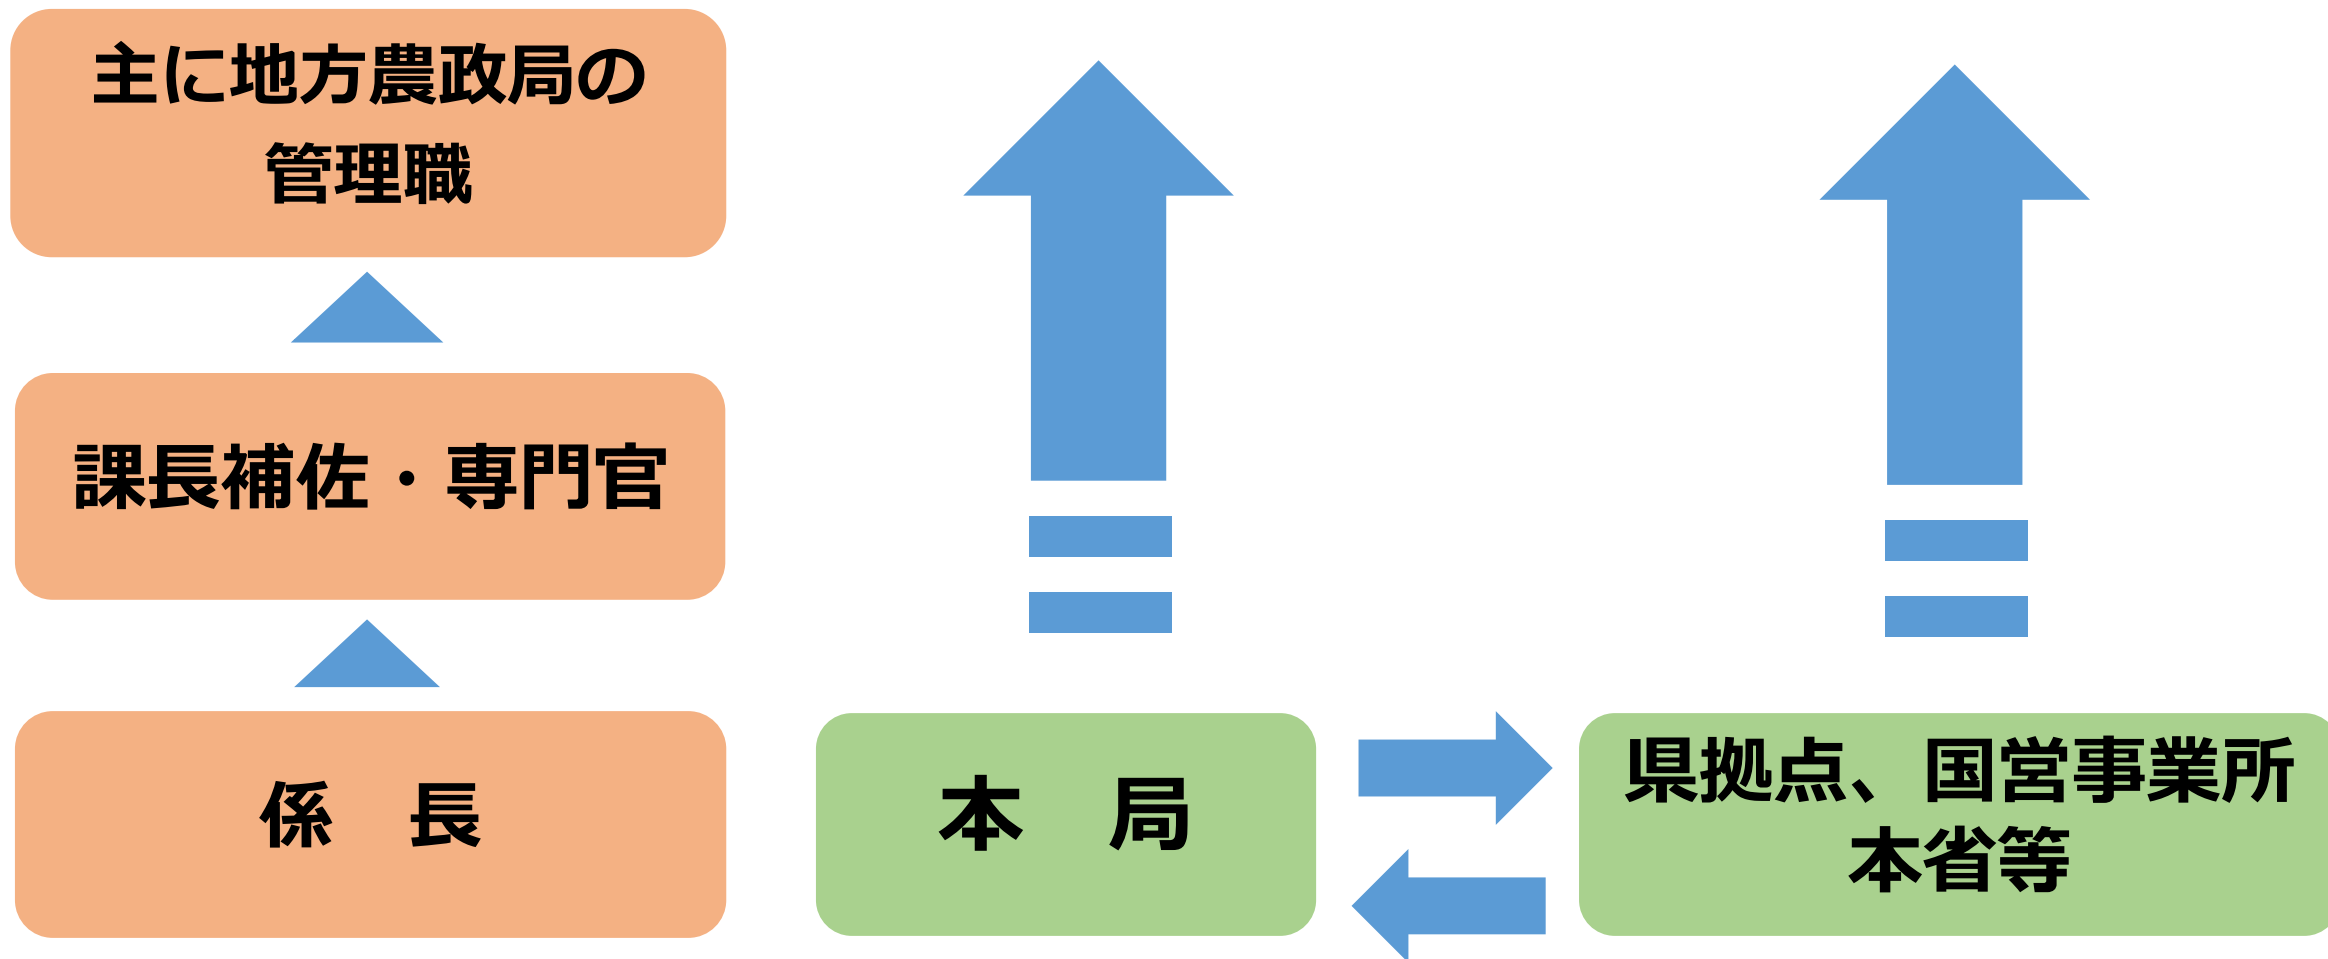 主に地方農政局の
管理職
課長補佐・専門官
係　長
本　局
県拠点、国営事業所
本省等